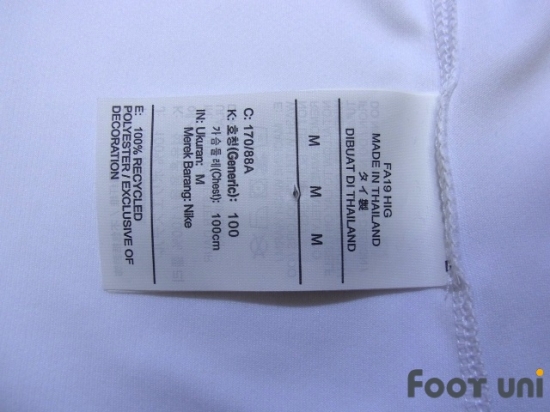 FA19 HIG
MADE IN THAILAND
タイ製
DIBUAT DI THAILAND
M M M
C: 170/88A
K: 호칭(Generic): 100
가슴둘레(Chest): 100cm
IN: Ukuran: M
Merek Barang: Nike
E: 100% RECYCLED
POLYESTER / EXCLUSIVE OF
DECORATION
FOOT UNI